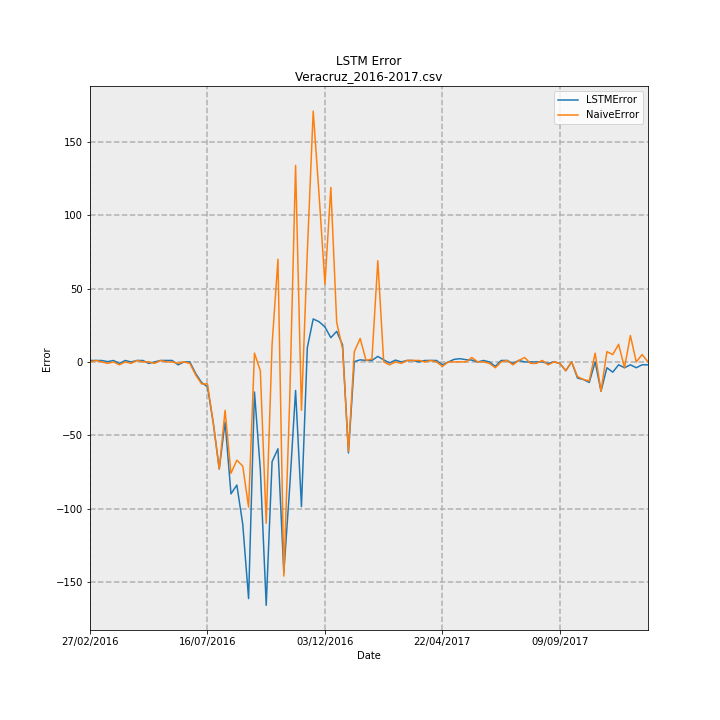 LSTM Error
Veracruz_2016-2017.csv
LSTMError
NaiveError
150
100
50
0
−50
−100
−150
Error
27/02/2016 16/07/2016 03/12/2016 22/04/2017 09/09/2017
Date